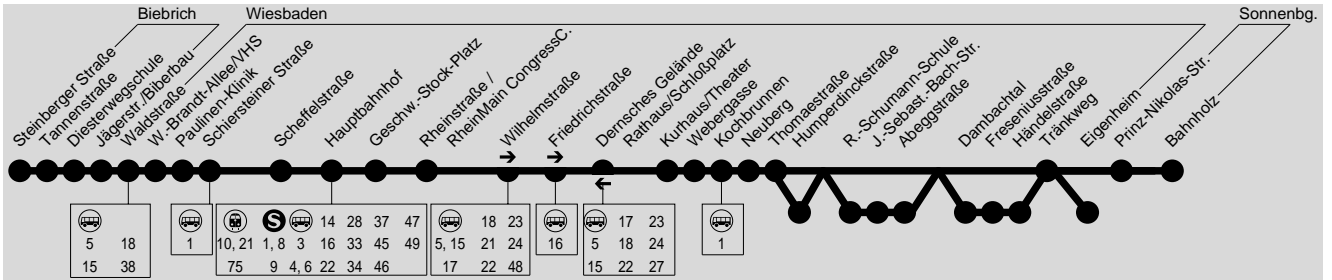 Biebrich
Wiesbaden
Sonnenbg.
Steinberger Straße
Tannenstraße
Diesterwegschule
Jägerstr./Biberbau
Waldstraße
W.-Brandt-Allee/VHS
Paulinen-Klinik
Schiersteiner Straße
Scheffelstraße
Hauptbahnhof
Geschw.-Stock-Platz
Rheinstraße /
RheinMain CongressC.
Wilhelmstraße
Friedrichstraße
Dernsches Gelände
Rathaus/Schloßplatz
Kurhaus/Theater
Webergasse
Kochbrunnen
Neuberg
Thomaestraße
Humperdinckstraße
R.-Schumann-Schule
J.-Sebast.-Bach-Str.
Abeggstraße
Dambachtal
Freseniusstraße
Händelstraße
Tränkweg
Eigenheim
Prinz-Nikolas-Str.
Bahnholz
5 18
15 38
1
S 14 28 37 47
10, 21 1, 8 3 16 33 45 49
75 9 4, 6 22 34 46
18 23
5, 15 21 24
17 22 48
16
17 23
5 18 24
15 22 27
1